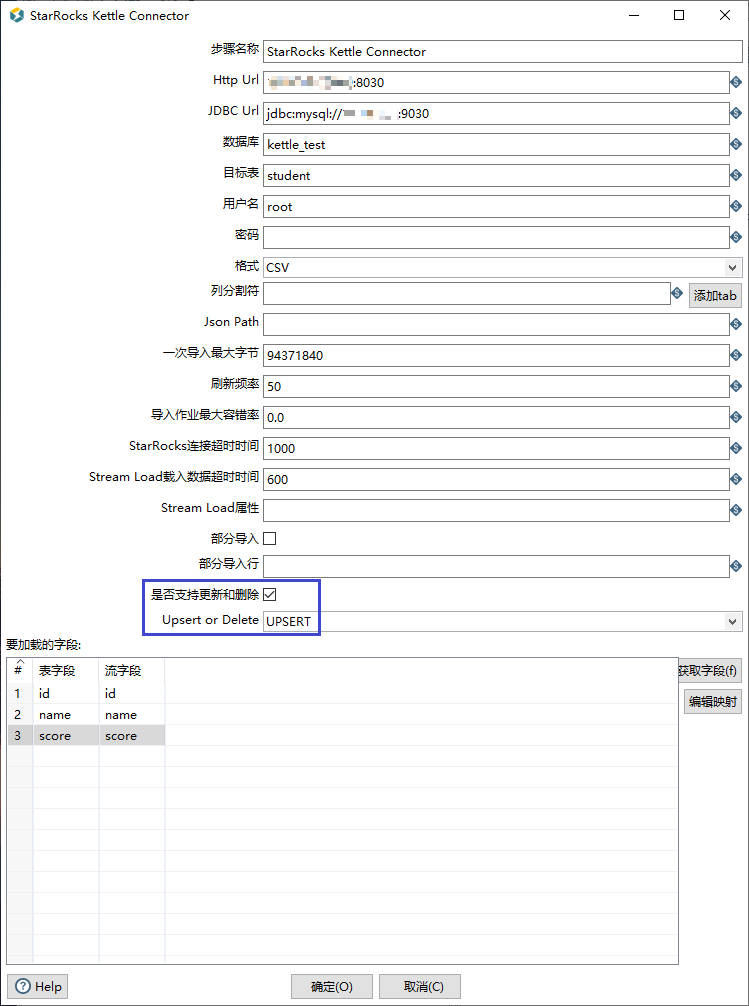 StarRocks Kettle Connector
步骤名称 StarRocks Kettle Connector
Http Url :8030
JDBC Url jdbc:mysql:// :9030
数据库 kettle_test
目标表 student
用户名 root
密码
格式 CSV
列分割符 添加tab
Json Path
一次导入最大字节 94371840
刷新频率 50
导入作业最大容错率 0.0
StarRocks连接超时时间 1000
Stream Load载入数据超时时间 600
Stream Load属性
部分导入
部分导入行
是否支持更新和删除
Upsert or Delete UPSERT
要加载的字段:
# 表字段 流字段 获取字段(f)
1 id id
2 name name 编辑映射
3 score score
Help 确定(O) 取消(C)